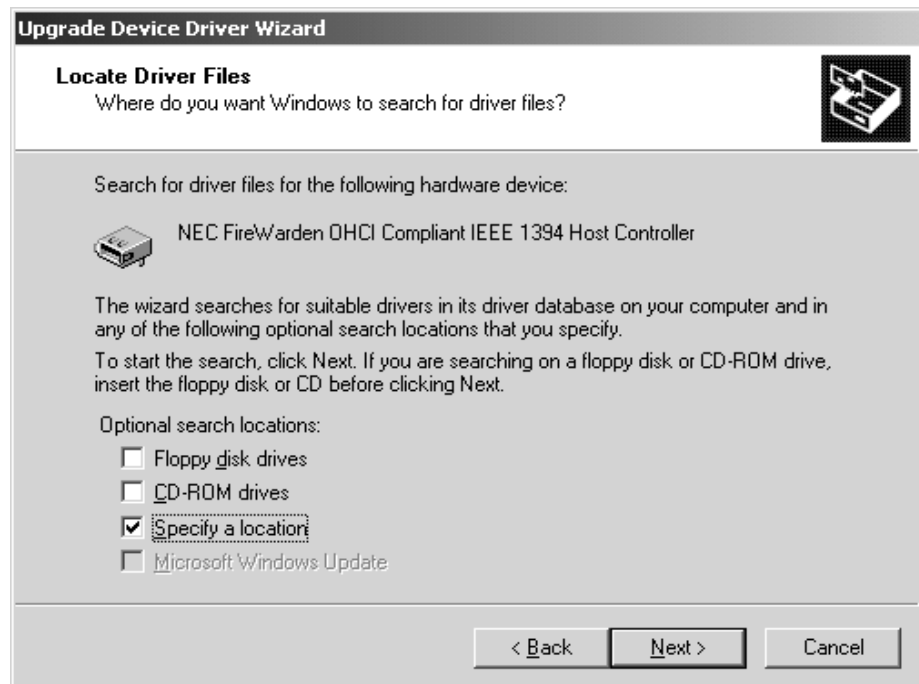 Upgrade Device Driver Wizard
Locate Driver Files
Where do you want Windows to search for driver files?
Search for driver files for the following hardware device:
NEC FireWarden OHCI Compliant IEEE 1394 Host Controller
The wizard searches for suitable drivers in its driver database on your computer and in
any of the following optional search locations that you specify.
To start the search, click Next. If you are searching on a floppy disk or CD-ROM drive,
insert the floppy disk or CD before clicking Next.
Optional search locations:
Floppy disk drives
CD-ROM drives
Specify a location
Microsoft Windows Update
< Back
Next >
Cancel